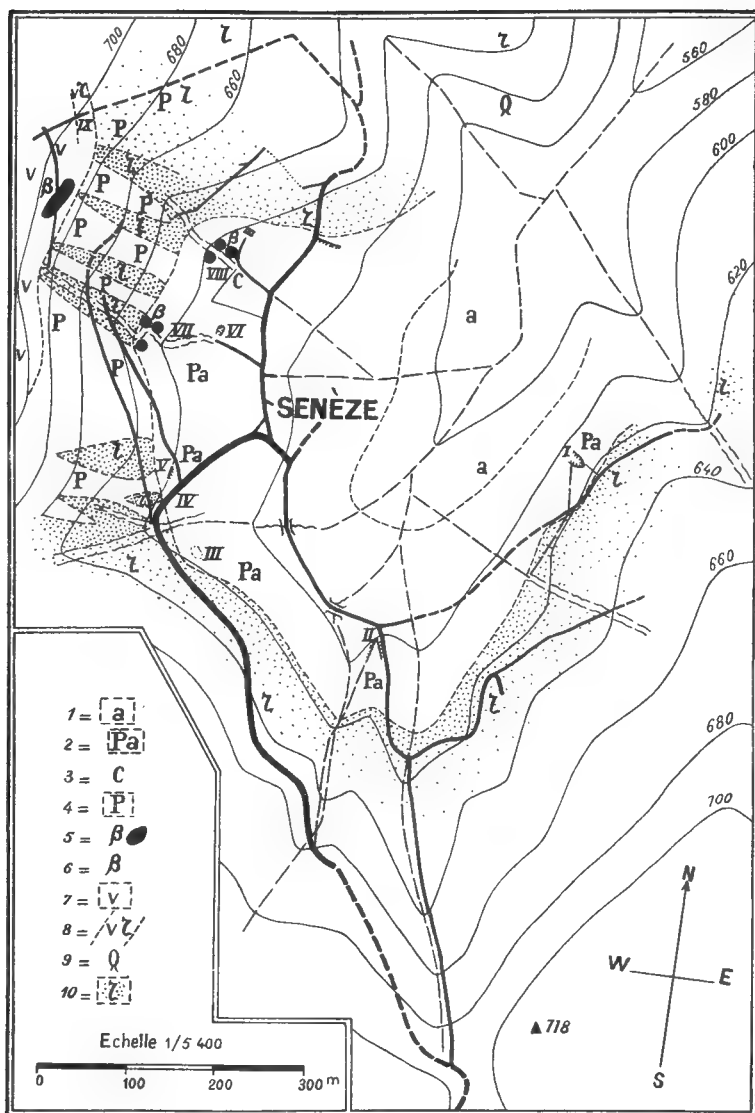 700
680
660
ζ
ζ
560
580
600
620
640
660
680
700
ℓ
P
P
P
P
P
P
P
P
P
P
IX
v
v
v
v
β
β
β
VIII
C
VII
VI
Pa
SENÈZE
a
a
I
Pa
V
Pa
IV
III
Pa
II
Pa
718
N
W
E
S
1 = a
2 = Pa
3 = C
4 = P
5 = β
6 = β
7 = v
8 = v ζ
9 = ℓ
10 = ζ
Echelle 1/5 400
0 100 200 300 m